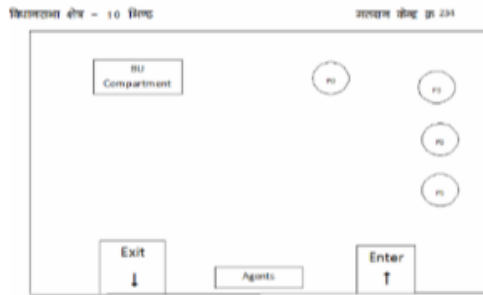 विधानसभा क्षेत्र – 10 भिण्ड
मतदान केन्द्र क्र 234
BU
Compartment
Exit
↓
Agents
Enter
↑